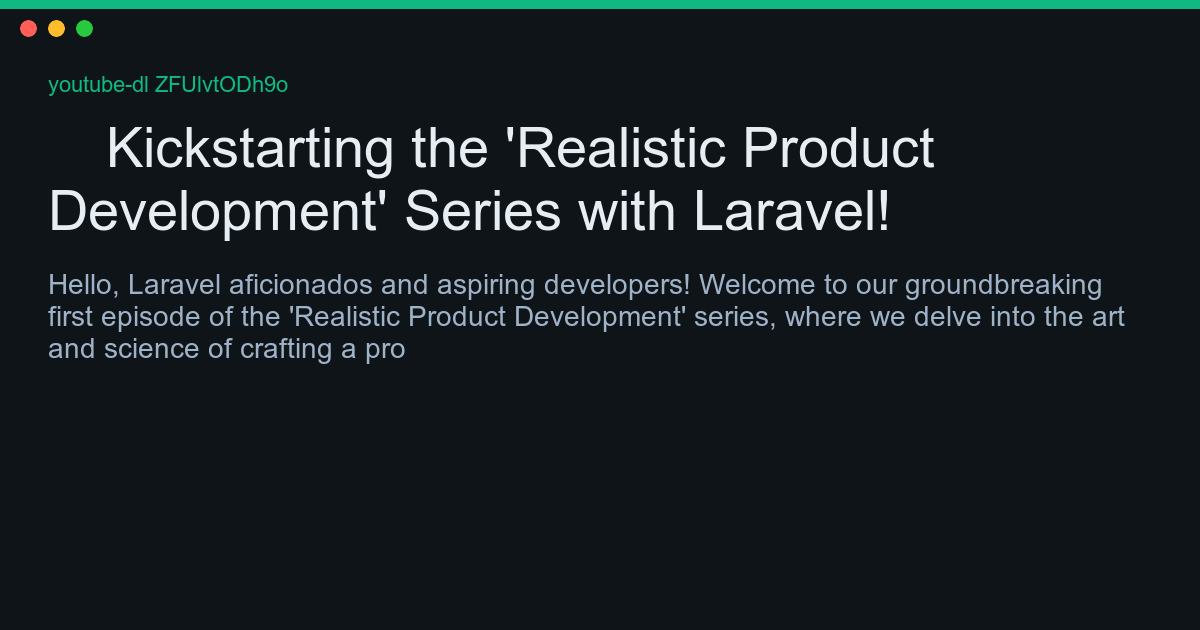 youtube-dl ZFUlvtODh9o
Kickstarting the 'Realistic Product
Development' Series with Laravel!
Hello, Laravel aficionados and aspiring developers! Welcome to our groundbreaking
first episode of the 'Realistic Product Development' series, where we delve into the art
and science of crafting a pro